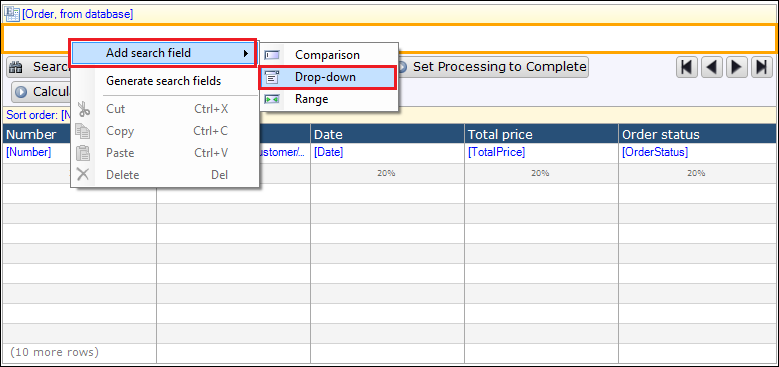 [Order, from database]
Add search field
Comparison
Searc
Set Processing to Complete
Generate search fields
Drop-down
Calcula
Range
Cut Ctrl+X
Sort order: [N
Copy Ctrl+C
Number Date Total price Order status
[Number] Paste Ctrl+V ustomer/... [Date] [TotalPrice] [OrderStatus]
Delete Del 20% 20% 20%
(10 more rows)